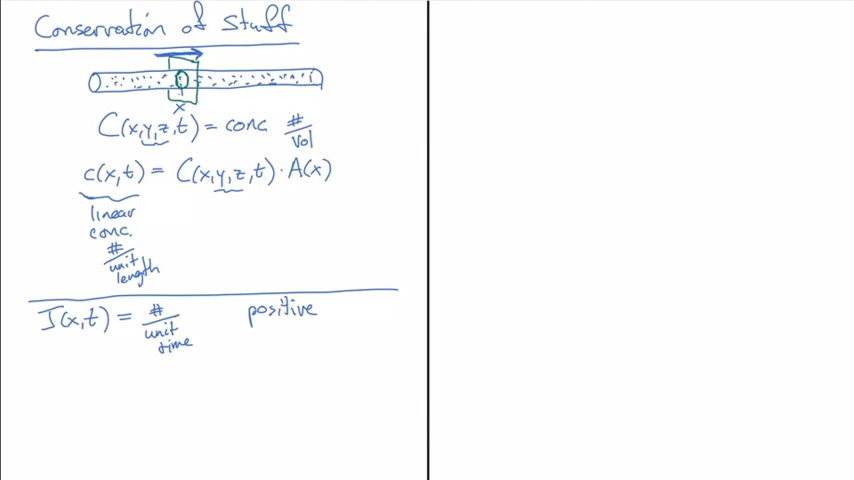 Conservation of Stuff
x
C(x,y,z,t) = conc #/vol
c(x,t) = C(x,y,z,t) · A(x)
linear
conc.
#/unit
length
J(x,t) = #/unit time positive